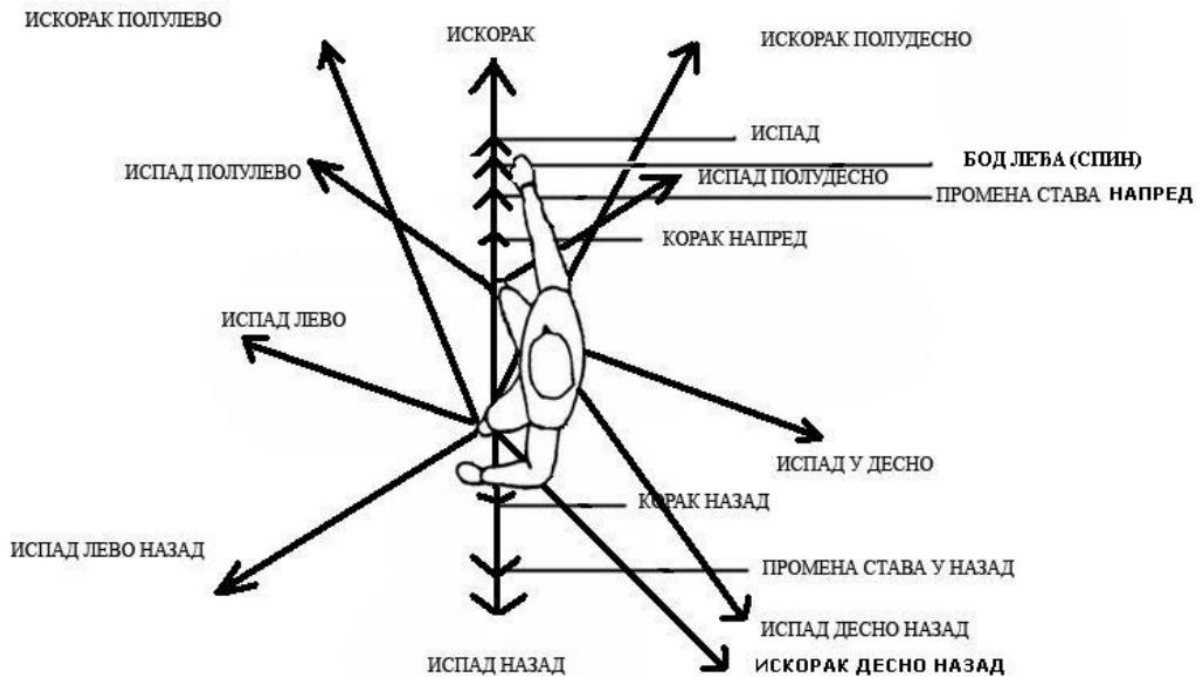 ИСКОРАК ПОЛУЛЕВО
ИСКОРАК
ИСКОРАК ПОЛУДЕСНО
ИСПАД
БОД ЛЕЂА (СПИН)
ИСПАД ПОЛУЛЕВО
ИСПАД ПОЛУДЕСНО
ПРОМЕНА СТАВА НАПРЕД
КОРАК НАПРЕД
ИСПАД ЛЕВО
ИСПАД У ДЕСНО
КОРАК НАЗАД
ИСПАД ЛЕВО НАЗАД
ПРОМЕНА СТАВА У НАЗАД
ИСПАД ДЕСНО НАЗАД
ИСПАД НАЗАД
ИСКОРАК ДЕСНО НАЗАД